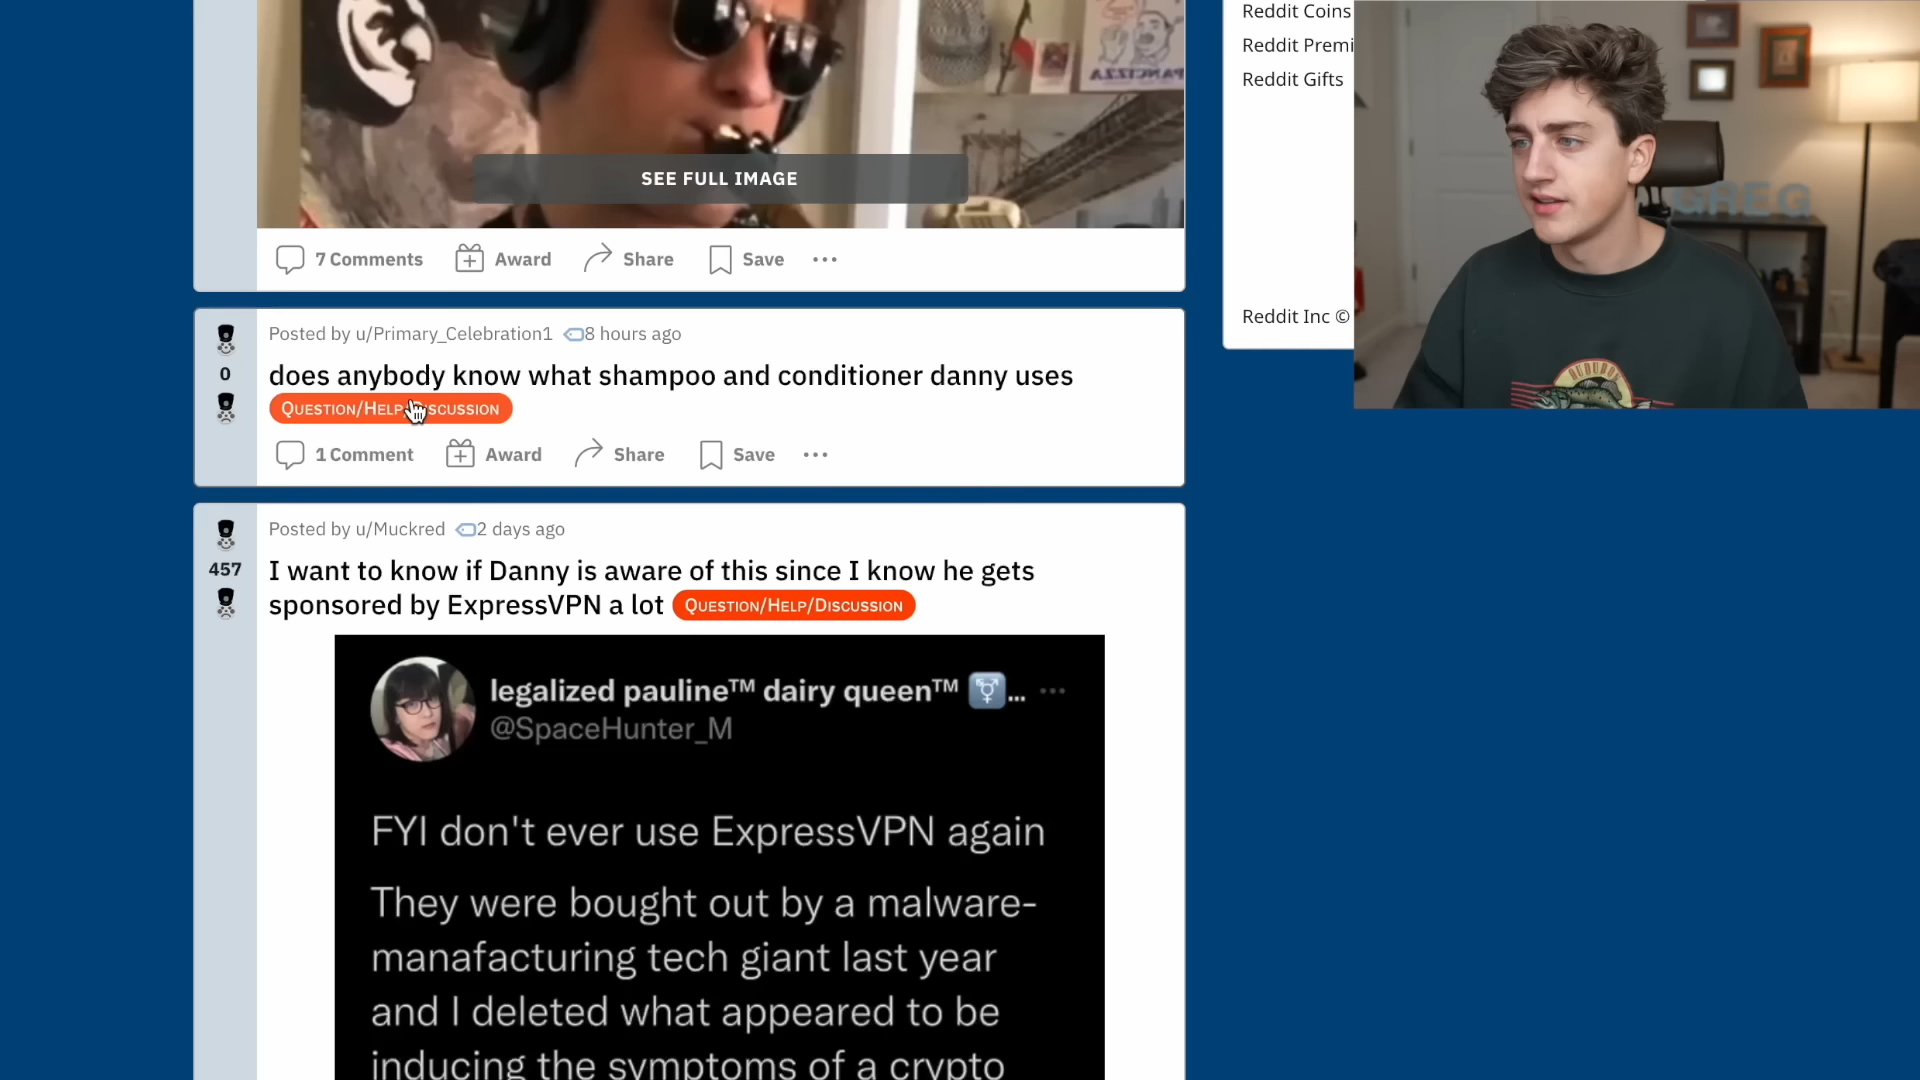 Reddit Coins
Reddit Premi
Reddit Gifts
Reddit Inc ©
GREG
AUBURN
PANCIZZA
SEE FULL IMAGE
7 Comments Award Share Save ...
Posted by u/Primary_Celebration1 8 hours ago
0
does anybody know what shampoo and conditioner danny uses
QUESTION/HELP/DISCUSSION
1 Comment Award Share Save ...
Posted by u/Muckred 2 days ago
457
I want to know if Danny is aware of this since I know he gets
sponsored by ExpressVPN a lot QUESTION/HELP/DISCUSSION
legalized pauline™ dairy queen™ ⚧... ...
@SpaceHunter_M
FYI don't ever use ExpressVPN again
They were bought out by a malware-
manafacturing tech giant last year
and I deleted what appeared to be
inducing the symptoms of a crypto